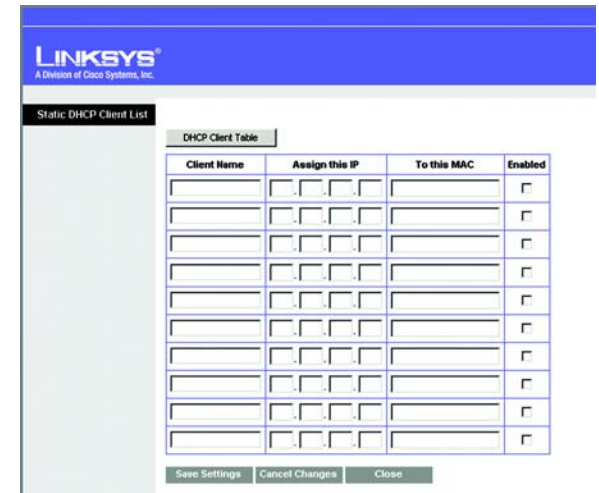 LINKSYS®
A Division of Cisco Systems, Inc.
Static DHCP Client List
DHCP Client Table
Client Name Assign this IP To this MAC Enabled
Save Settings Cancel Changes Close